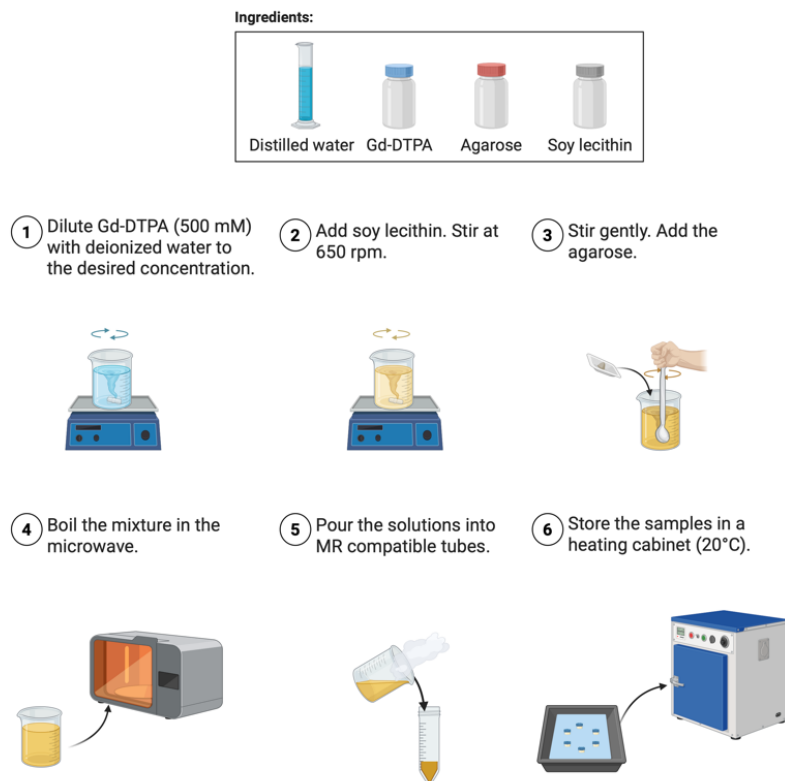 Ingredients:
Distilled water
Gd-DTPA
Agarose
Soy lecithin
1
Dilute Gd-DTPA (500 mM)
with deionized water to
the desired concentration.
2
Add soy lecithin. Stir at
650 rpm.
3
Stir gently. Add the
agarose.
4
Boil the mixture in the
microwave.
5
Pour the solutions into
MR compatible tubes.
6
Store the samples in a
heating cabinet (20°C).